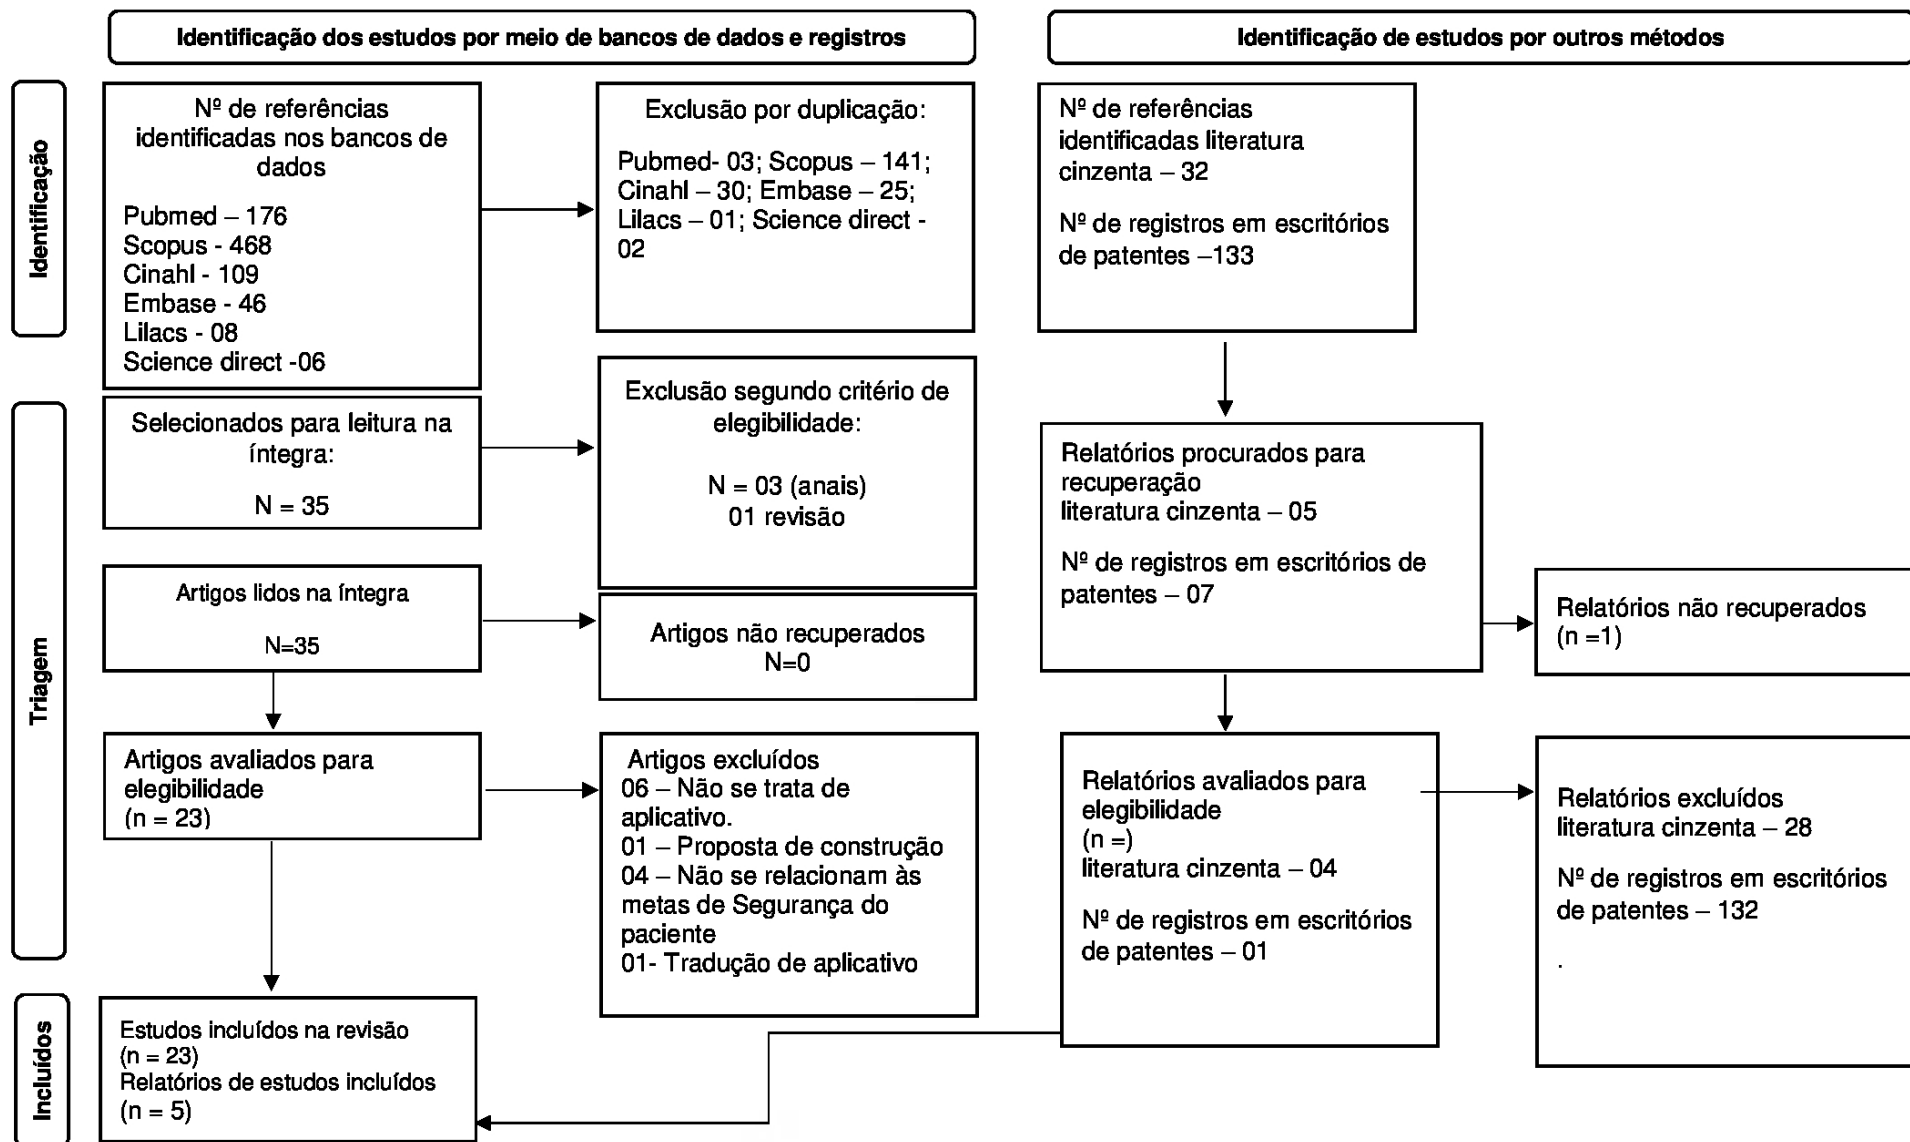 Identificação dos estudos por meio de bancos de dados e registros
Identificação de estudos por outros métodos
Identificação
Nº de referências
identificadas nos bancos de
dados
Pubmed – 176
Scopus - 468
Cinahl - 109
Embase - 46
Lilacs - 08
Science direct -06
Exclusão por duplicação:
Pubmed- 03; Scopus – 141;
Cinahl – 30; Embase – 25;
Lilacs – 01; Science direct -
02
Nº de referências
identificadas literatura
cinzenta – 32
Nº de registros em escritórios
de patentes –133
Triagem
Selecionados para leitura na
íntegra:
N = 35
Exclusão segundo critério de
elegibilidade:
N = 03 (anais)
01 revisão
Relatórios procurados para
recuperação
literatura cinzenta – 05
Nº de registros em escritórios de
patentes – 07
Artigos lidos na íntegra
N=35
Artigos não recuperados
N=0
Relatórios não recuperados
(n =1)
Artigos avaliados para
elegibilidade
(n = 23)
Artigos excluídos
06 – Não se trata de
aplicativo.
01 – Proposta de construção
04 – Não se relacionam às
metas de Segurança do
paciente
01- Tradução de aplicativo
Relatórios avaliados para
elegibilidade
(n =)
literatura cinzenta – 04
Nº de registros em escritórios
de patentes – 01
Relatórios excluídos
literatura cinzenta – 28
Nº de registros em escritórios
de patentes – 132
.
Incluídos
Estudos incluídos na revisão
(n = 23)
Relatórios de estudos incluídos
(n = 5)